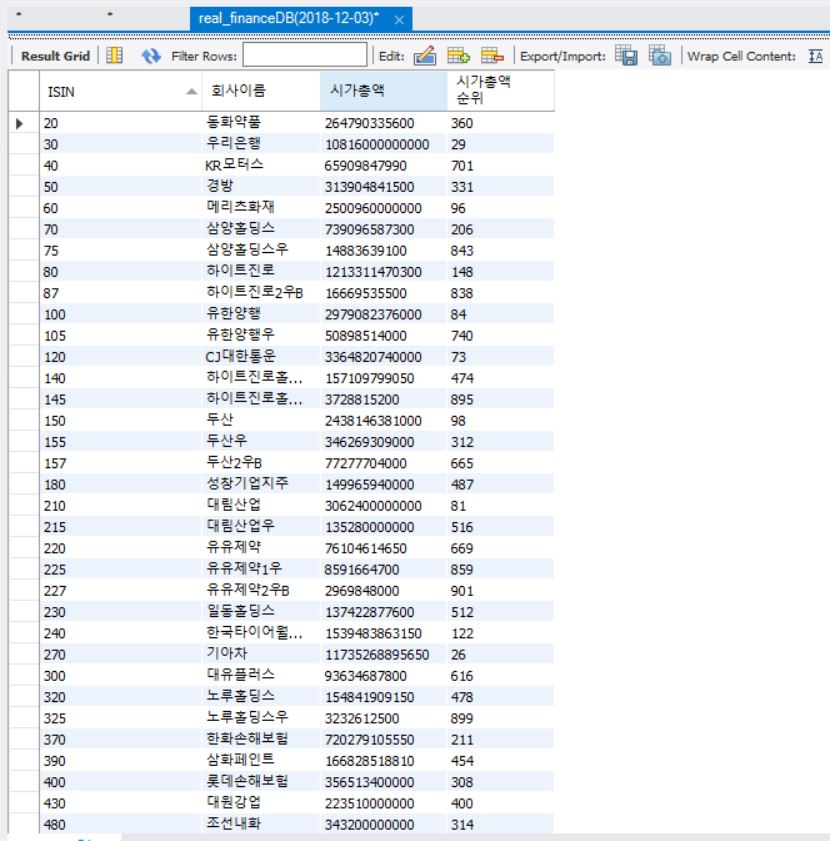 * * real_financeDB(2018-12-03)* ×
Result Grid Filter Rows: Edit: Export/Import: Wrap Cell Content: IA
ISIN 회사이름 시가총액 시가총액
순위
20 동화약품 264790335600 360
30 우리은행 10816000000000 29
40 KR모터스 65909847990 701
50 경방 313904841500 331
60 메리츠화재 2500960000000 96
70 삼양홀딩스 739096587300 206
75 삼양홀딩스우 14883639100 843
80 하이트진로 1213311470300 148
87 하이트진로2우B 16669535500 838
100 유한양행 2979082376000 84
105 유한양행우 50898514000 740
120 CJ대한통운 3364820740000 73
140 하이트진로홀... 157109799050 474
145 하이트진로홀... 3728815200 895
150 두산 2438146381000 98
155 두산우 346269309000 312
157 두산2우B 77277704000 665
180 성창기업지주 149965940000 487
210 대림산업 3062400000000 81
215 대림산업우 135280000000 516
220 유유제약 76104614650 669
225 유유제약1우 8591664700 859
227 유유제약2우B 2969848000 901
230 일동홀딩스 137422877600 512
240 한국타이어월... 1539483863150 122
270 기아차 11735268895650 26
300 대유플러스 93634687800 616
320 노루홀딩스 154841909150 478
325 노루홀딩스우 3232612500 899
370 한화손해보험 720279105550 211
390 삼화페인트 166828518810 454
400 롯데손해보험 356513400000 308
430 대원강업 223510000000 400
480 조선내화 343200000000 314